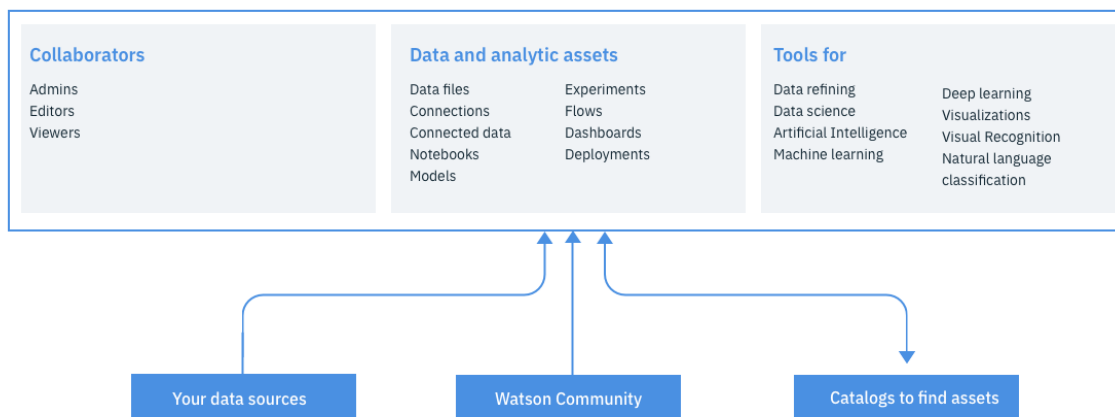 Collaborators
Admins
Editors
Viewers
Data and analytic assets
Data files
Connections
Connected data
Notebooks
Models
Experiments
Flows
Dashboards
Deployments
Tools for
Data refining
Data science
Artificial Intelligence
Machine learning
Deep learning
Visualizations
Visual Recognition
Natural language
classification
Your data sources
Watson Community
Catalogs to find assets